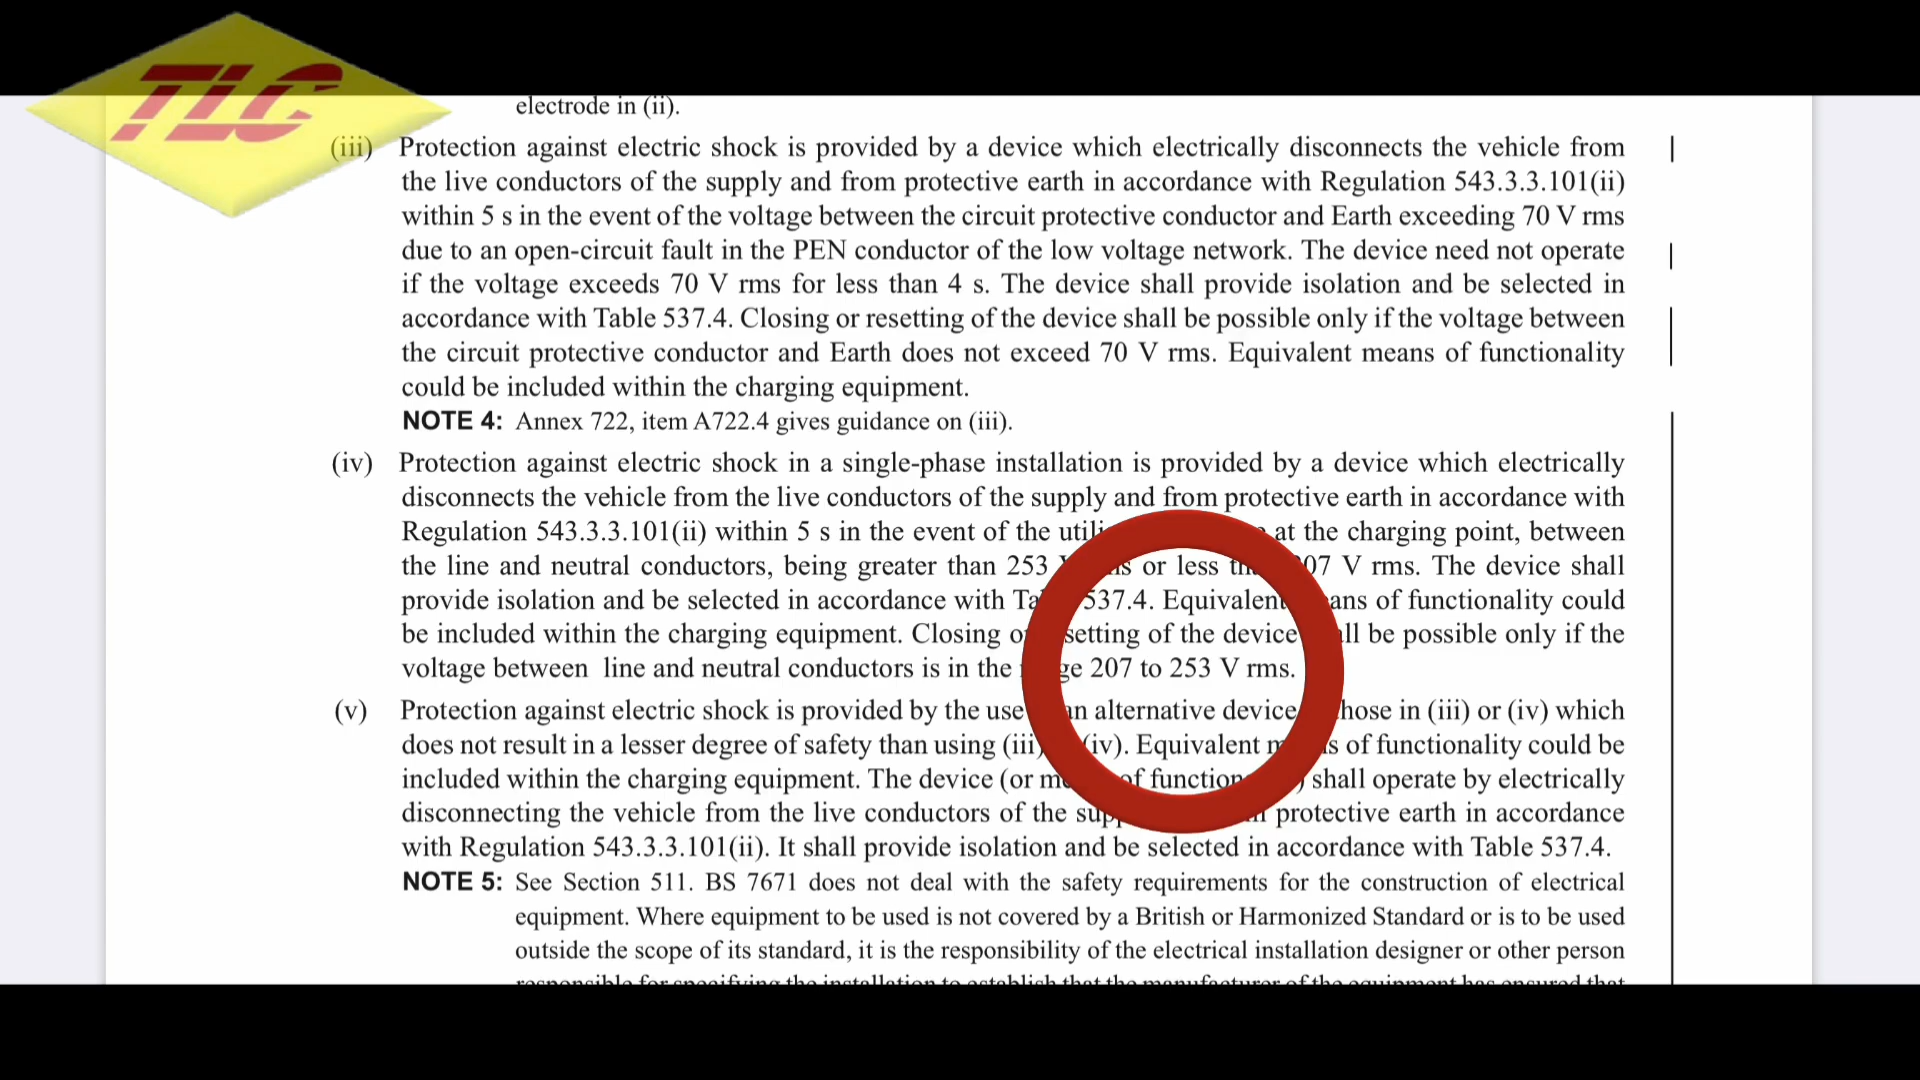 TLC
electrode in (ii).
(iii) Protection against electric shock is provided by a device which electrically disconnects the vehicle from
the live conductors of the supply and from protective earth in accordance with Regulation 543.3.3.101(ii)
within 5 s in the event of the voltage between the circuit protective conductor and Earth exceeding 70 V rms
due to an open-circuit fault in the PEN conductor of the low voltage network. The device need not operate
if the voltage exceeds 70 V rms for less than 4 s. The device shall provide isolation and be selected in
accordance with Table 537.4. Closing or resetting of the device shall be possible only if the voltage between
the circuit protective conductor and Earth does not exceed 70 V rms. Equivalent means of functionality
could be included within the charging equipment.
NOTE 4: Annex 722, item A722.4 gives guidance on (iii).
(iv) Protection against electric shock in a single-phase installation is provided by a device which electrically
disconnects the vehicle from the live conductors of the supply and from protective earth in accordance with
Regulation 543.3.3.101(ii) within 5 s in the event of the at the charging point, between
the line and neutral conductors, being greater than 253 or less V rms. The device shall
provide isolation and be selected in accordance with 537.4. Equivalent of functionality could
be included within the charging equipment. Closing of the device be possible only if the
voltage between line and neutral conductors is in the 207 to 253 V rms.
(v) Protection against electric shock is provided by the use alternative device those in (iii) or (iv) which
does not result in a lesser degree of safety than using (iii) (iv). Equivalent of functionality could be
included within the charging equipment. The device (or of shall operate by electrically
disconnecting the vehicle from the live conductors of the protective earth in accordance
with Regulation 543.3.3.101(ii). It shall provide isolation and be selected in accordance with Table 537.4.
NOTE 5: See Section 511. BS 7671 does not deal with the safety requirements for the construction of electrical
equipment. Where equipment to be used is not covered by a British or Harmonized Standard or is to be used
outside the scope of its standard, it is the responsibility of the electrical installation designer or other person
responsible for specifying the installation to establish that the manufacturer of the equipment has ensured that